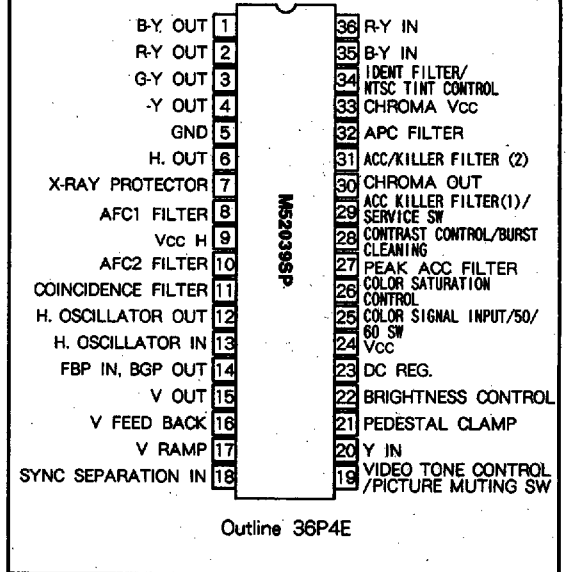 B-Y OUT 1
R-Y OUT 2
G-Y OUT 3
-Y OUT 4
GND 5
H. OUT 6
X-RAY PROTECTOR 7
AFC1 FILTER 8
Vcc H 9
AFC2 FILTER 10
COINCIDENCE FILTER 11
H. OSCILLATOR OUT 12
H. OSCILLATOR IN 13
FBP IN, BGP OUT 14
V OUT 15
V FEED BACK 16
V RAMP 17
SYNC SEPARATION IN 18
M52039SP
36 R-Y IN
35 B-Y IN
34 IDENT FILTER/
NTSC TINT CONTROL
33 CHROMA Vcc
32 APC FILTER
31 ACC/KILLER FILTER (2)
30 CHROMA OUT
29 ACC KILLER FILTER(1)/
SERVICE SW
28 CONTRAST CONTROL/BURST
CLEANING
27 PEAK ACC FILTER
26 COLOR SATURATION
CONTROL
25 COLOR SIGNAL INPUT/50/
60 SW
24 Vcc
23 DC REG.
22 BRIGHTNESS CONTROL
21 PEDESTAL CLAMP
20 Y IN
19 VIDEO TONE CONTROL
/PICTURE MUTING SW
Outline 36P4E